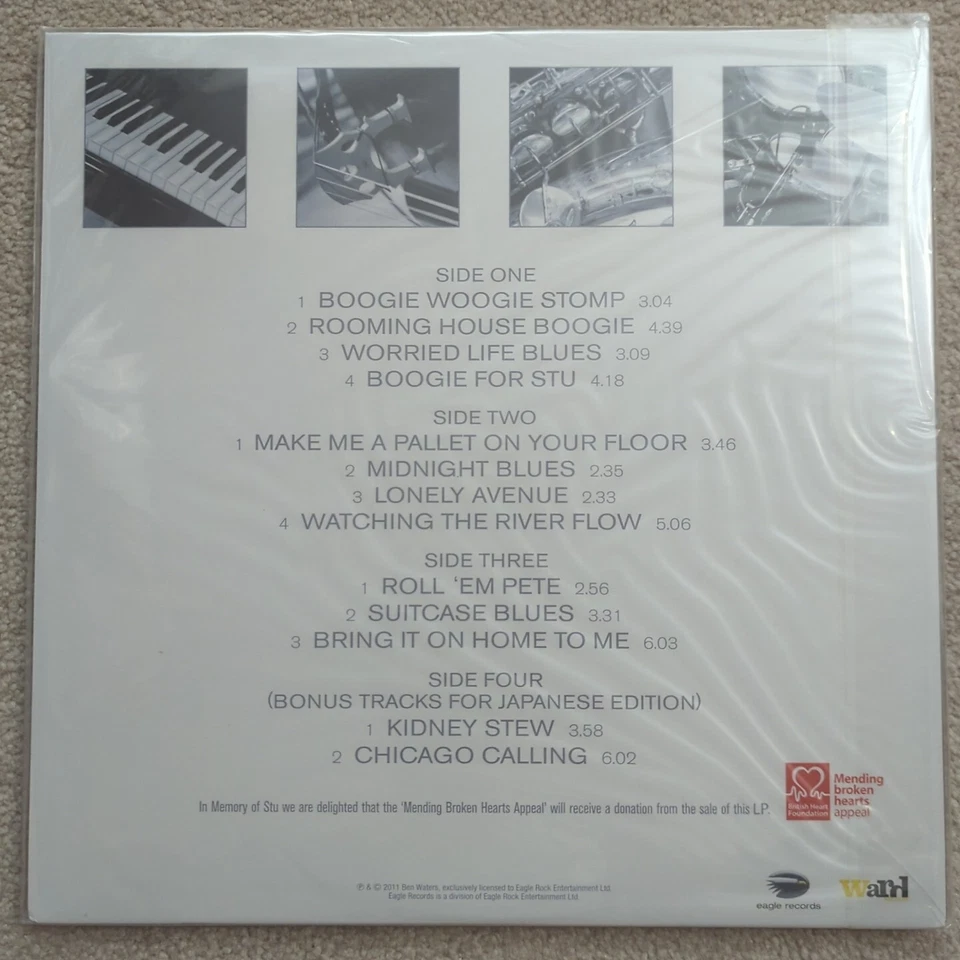 SIDE ONE
1 BOOGIE WOOGIE STOMP 3.04
2 ROOMING HOUSE BOOGIE 4.39
3 WORRIED LIFE BLUES 3.09
4 BOOGIE FOR STU 4.18
SIDE TWO
1 MAKE ME A PALLET ON YOUR FLOOR 3.46
2 MIDNIGHT BLUES 2.35
3 LONELY AVENUE 2.33
4 WATCHING THE RIVER FLOW 5.06
SIDE THREE
1 ROLL ‘EM PETE 2.56
2 SUITCASE BLUES 3.31
3 BRING IT ON HOME TO ME 6.03
SIDE FOUR
(BONUS TRACKS FOR JAPANESE EDITION)
1 KIDNEY STEW 3.58
2 CHICAGO CALLING 6.02
In Memory of Stu we are delighted that the ‘Mending Broken Hearts Appeal’ will receive a donation from the sale of this LP.
British Heart
Foundation
Mending
broken
hearts
appeal
℗ & © 2011 Ben Waters, exclusively licensed to Eagle Rock Entertainment Ltd.
Eagle Records is a division of Eagle Rock Entertainment Ltd.
eagle records
Ward